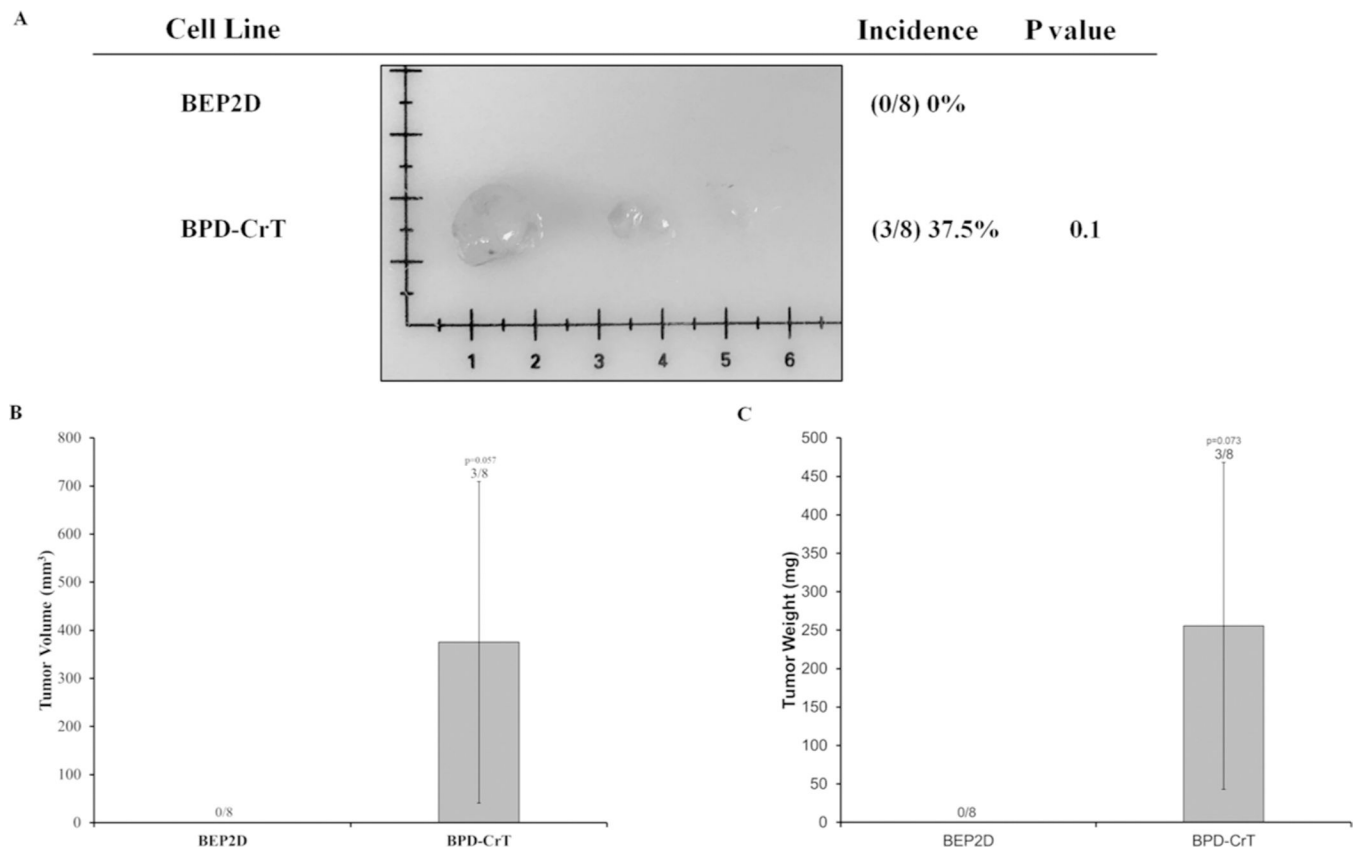 A
Cell Line Incidence P value
BEP2D (0/8) 0%
BPD-CrT (3/8) 37.5% 0.1
1 2 3 4 5 6
B
800
700
600
500
400
300
200
100
0
Tumor Volume (mm³)
p=0.057
3/8
0/8
BEP2D BPD-CrT
C
500
450
400
350
300
250
200
150
100
50
0
Tumor Weight (mg)
p=0.073
3/8
0/8
BEP2D BPD-CrT